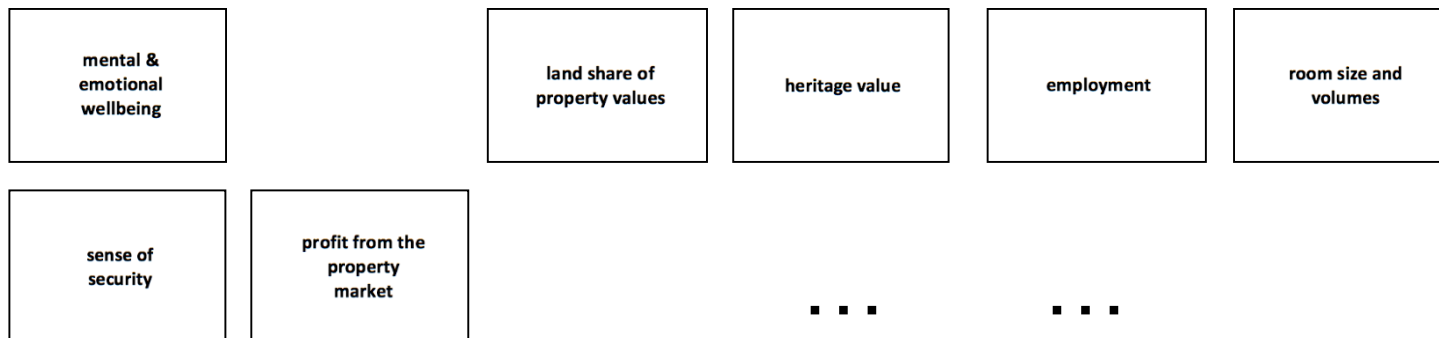 mental &
emotional
wellbeing
land share of
property values
heritage value
employment
room size and
volumes
sense of
security
profit from the
property
market
. . .
. . .